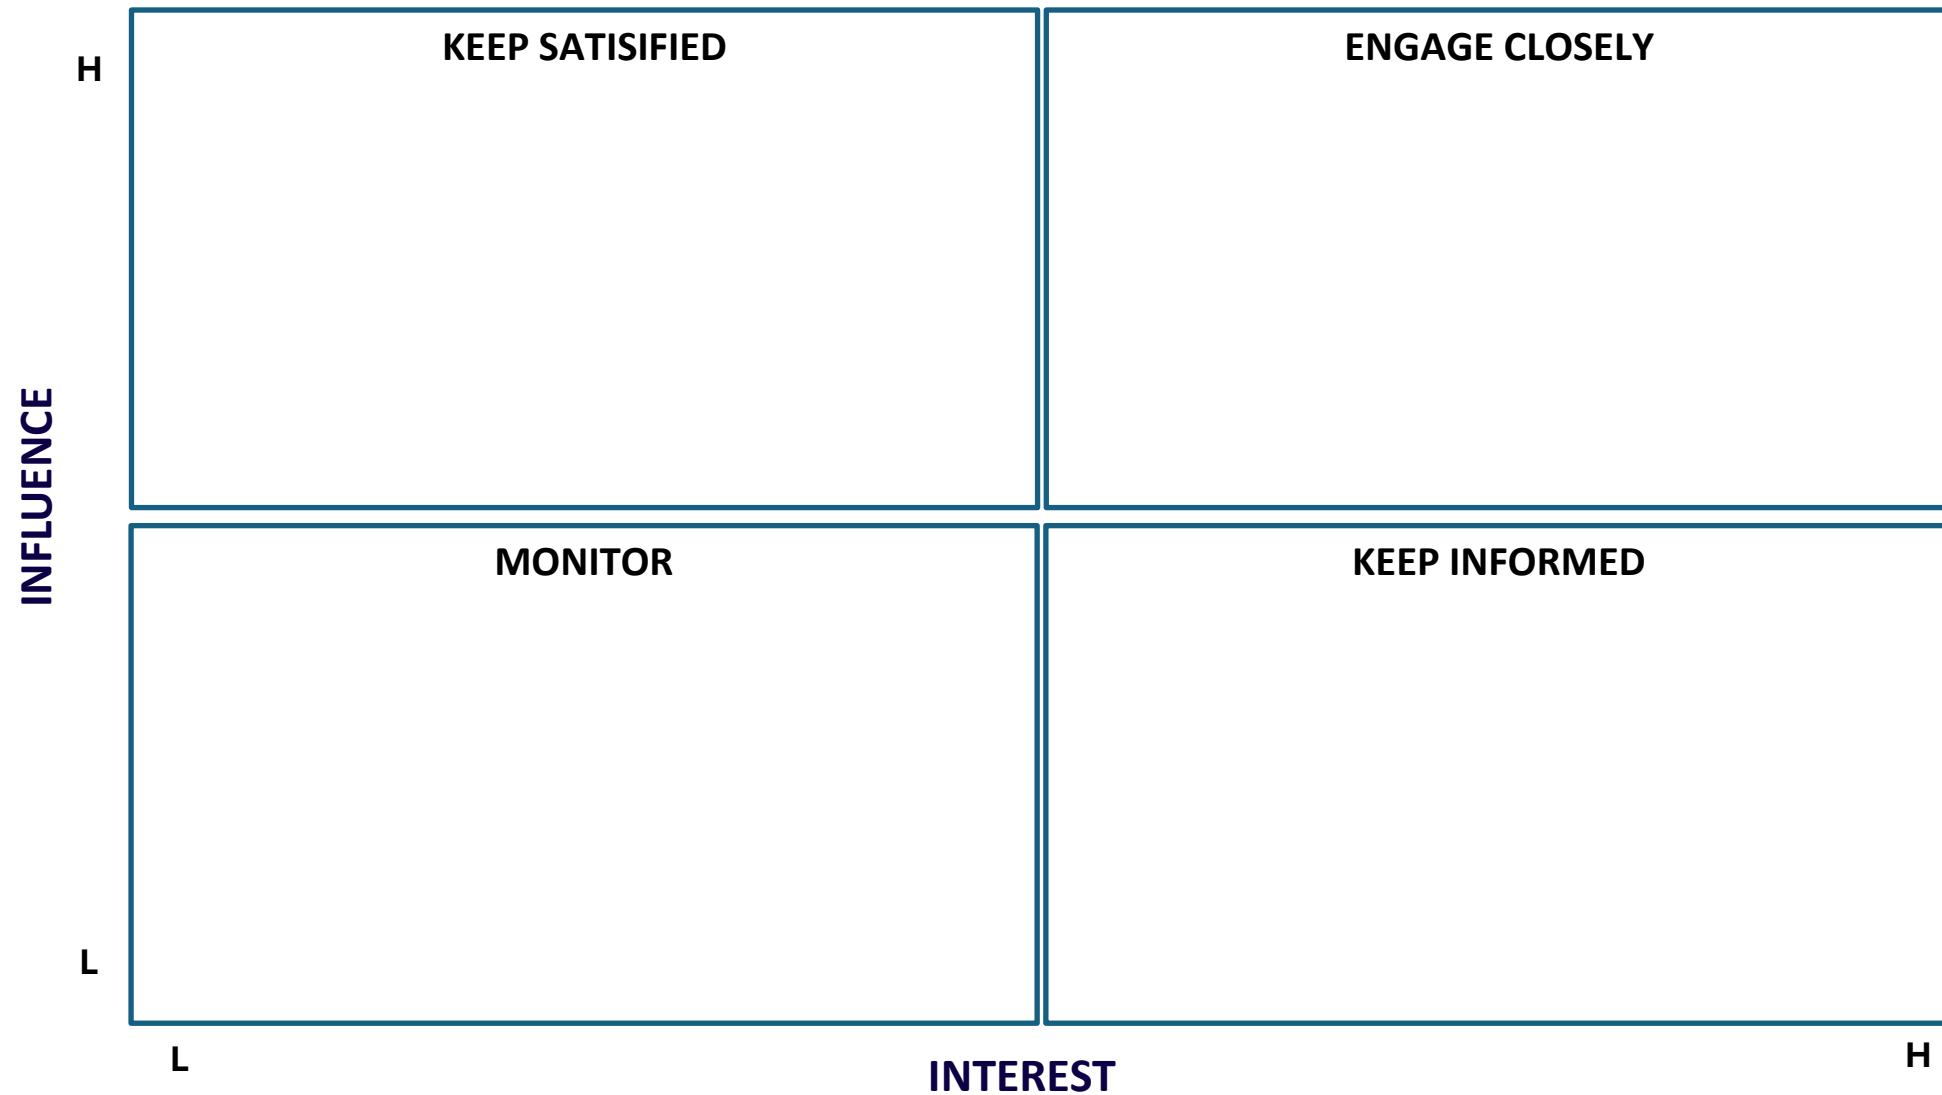 KEEP SATISIFIED
ENGAGE CLOSELY
H
INFLUENCE
MONITOR
KEEP INFORMED
L
L
INTEREST
H